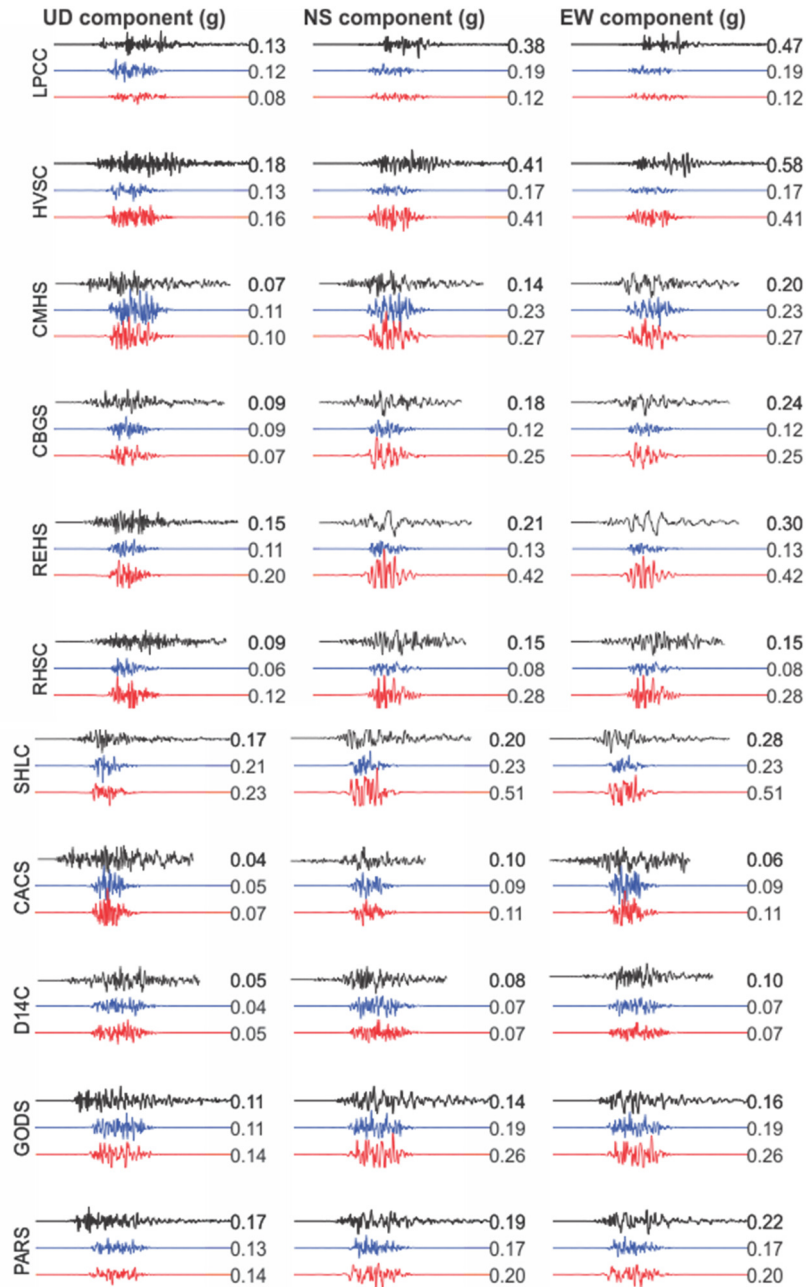 UD component (g) NS component (g) EW component (g)
LPCC
0.13 0.38 0.47
0.12 0.19 0.19
0.08 0.12 0.12
HVSC
0.18 0.41 0.58
0.13 0.17 0.17
0.16 0.41 0.41
CMHS
0.07 0.14 0.20
0.11 0.23 0.23
0.10 0.27 0.27
CBGS
0.09 0.18 0.24
0.09 0.12 0.12
0.07 0.25 0.25
REHS
0.15 0.21 0.30
0.11 0.13 0.13
0.20 0.42 0.42
RHSC
0.09 0.15 0.15
0.06 0.08 0.08
0.12 0.28 0.28
SHLC
0.17 0.20 0.28
0.21 0.23 0.23
0.23 0.51 0.51
CACS
0.04 0.10 0.06
0.05 0.09 0.09
0.07 0.11 0.11
D14C
0.05 0.08 0.10
0.04 0.07 0.07
0.05 0.07 0.07
GODS
0.11 0.14 0.16
0.11 0.19 0.19
0.14 0.26 0.26
PARS
0.17 0.19 0.22
0.13 0.17 0.17
0.14 0.20 0.20